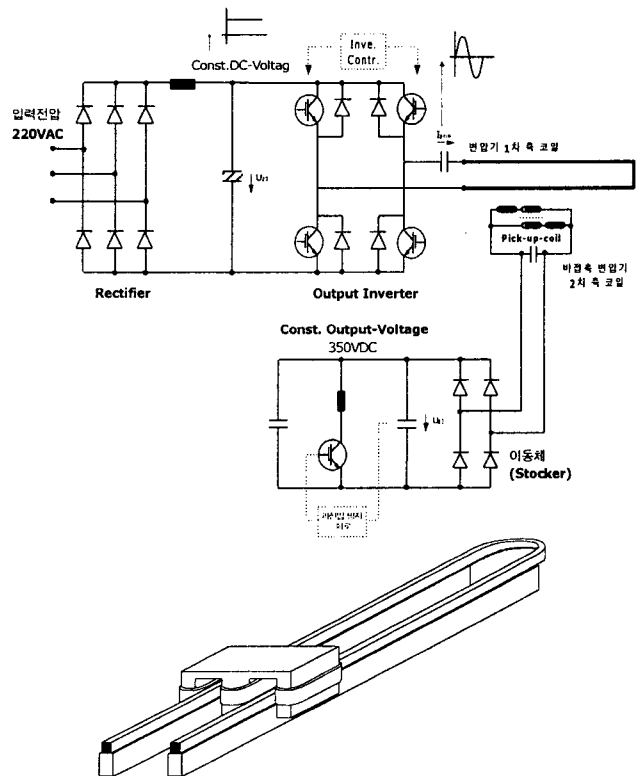 Const.DC-Voltag
Inve.
Contr.
입력전압
220VAC
변압기 1차 측 코일
Pick-up-coil
비접촉 변압기
2차 측 코일
Rectifier
Output Inverter
Const. Output-Voltage
350VDC
이동체
(Stocker)